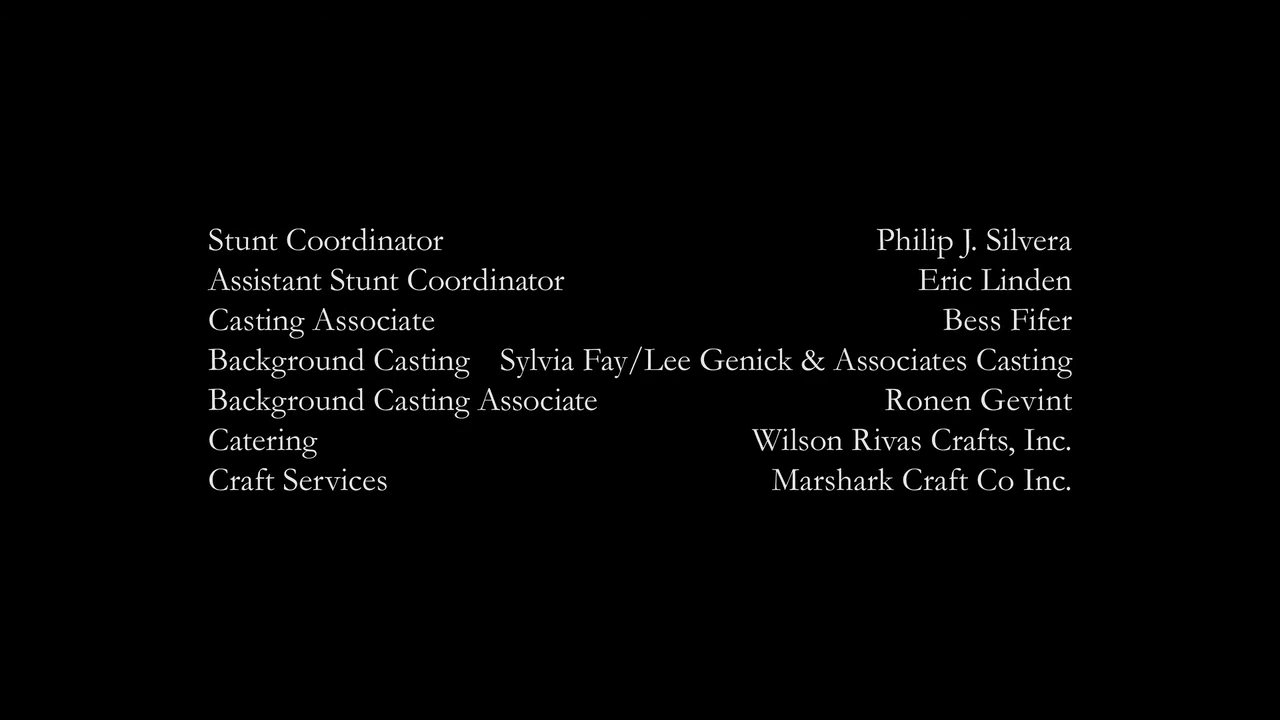 Stunt Coordinator Philip J. Silvera
Assistant Stunt Coordinator Eric Linden
Casting Associate Bess Fifer
Background Casting Sylvia Fay/Lee Genick & Associates Casting
Background Casting Associate Ronen Gevint
Catering Wilson Rivas Crafts, Inc.
Craft Services Marshark Craft Co Inc.